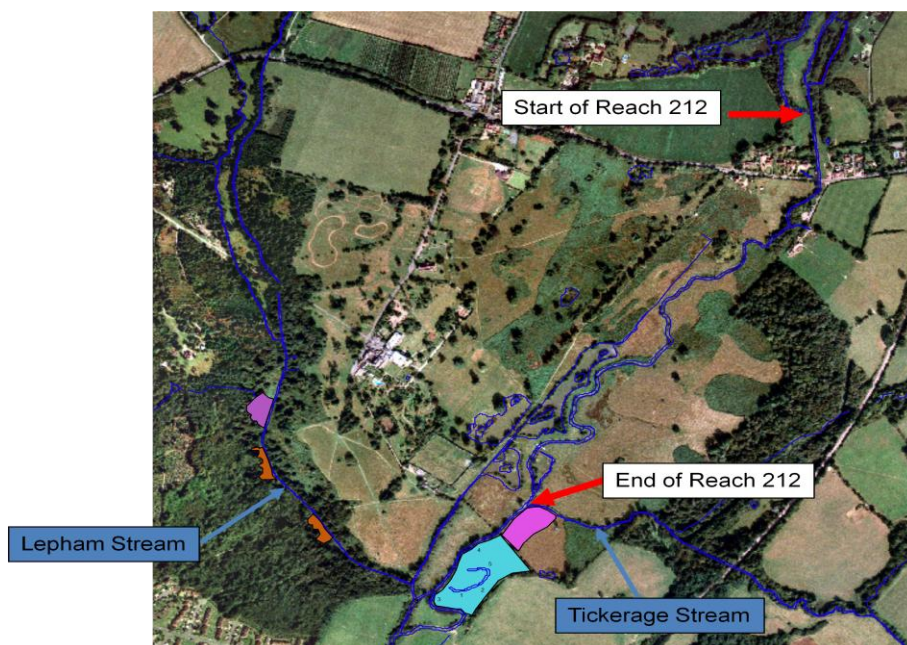 Start of Reach 212
End of Reach 212
Lepham Stream
Tickerage Stream